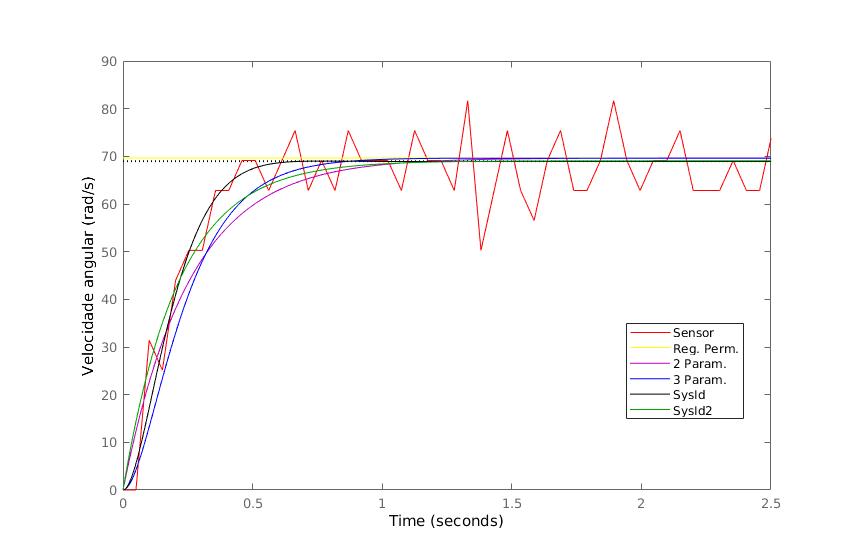 90
80
70
60
50
40
30
20
10
0
Velocidade angular (rad/s)
0 0.5 1 1.5 2 2.5
Time (seconds)
Sensor
Reg. Perm.
2 Param.
3 Param.
SysId
SysId2